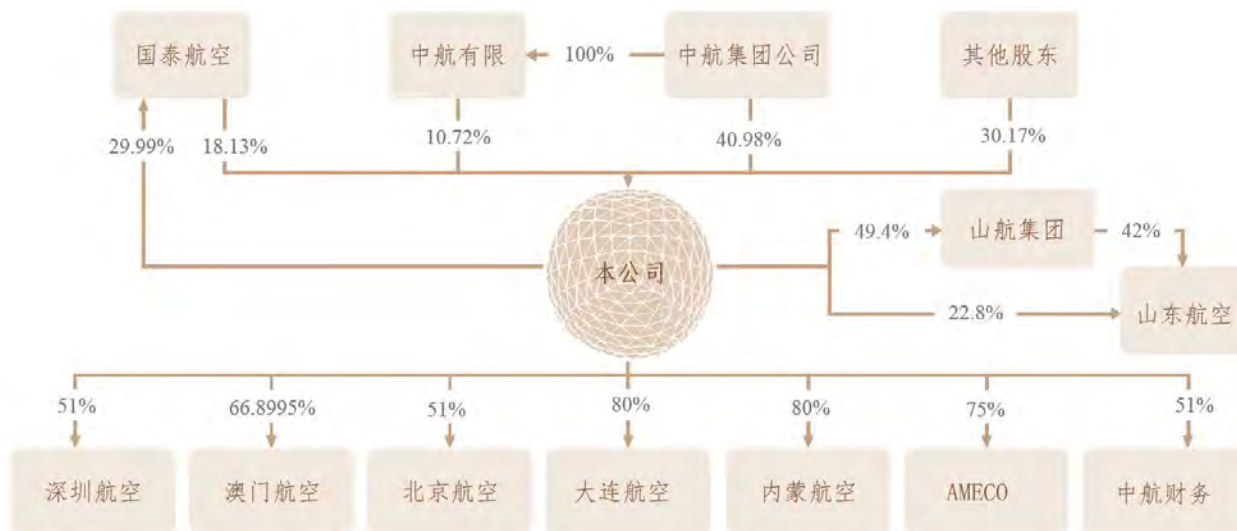 国泰航空
中航有限
100%
中航集团公司
其他股东
29.99%
18.13%
10.72%
40.98%
30.17%
49.4%
山航集团
42%
本公司
22.8%
山东航空
51%
66.8995%
51%
80%
80%
75%
51%
深圳航空
澳门航空
北京航空
大连航空
内蒙航空
AMECO
中航财务